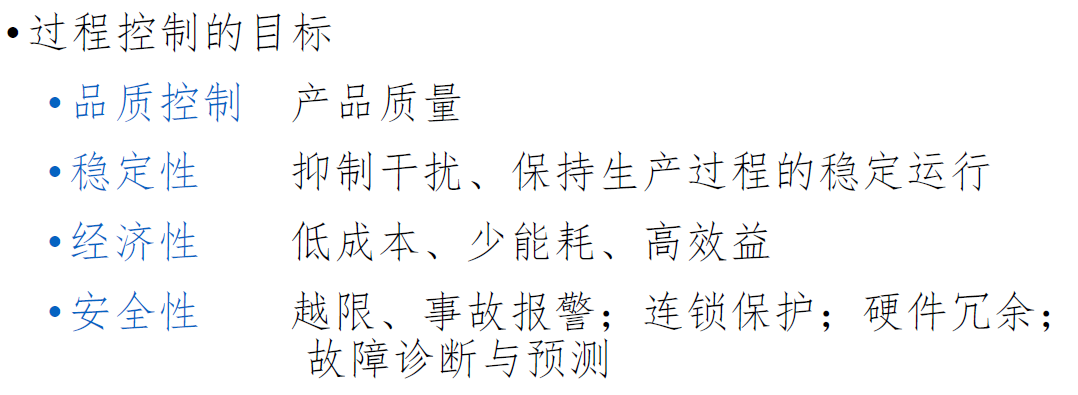 •过程控制的目标
•品质控制 产品质量
•稳定性 抑制干扰、保持生产过程的稳定运行
•经济性 低成本、少能耗、高效益
•安全性 越限、事故报警；连锁保护；硬件冗余；
故障诊断与预测